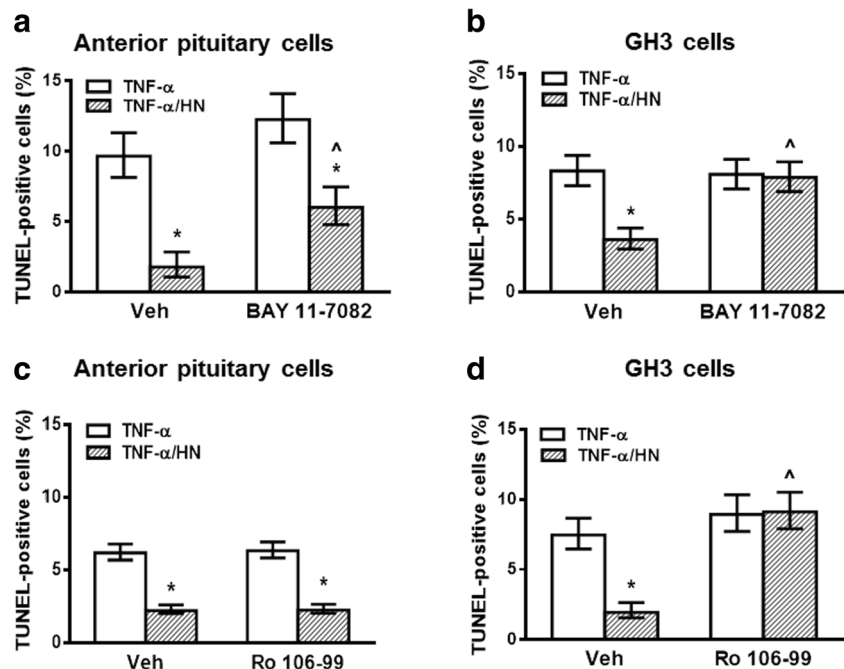 a
Anterior pituitary cells
TUNEL-positive cells (%)
15
10
5
0
TNF-α
TNF-α/HN
*
^
*
Veh
BAY 11-7082
b
GH3 cells
TUNEL-positive cells (%)
15
10
5
0
TNF-α
TNF-α/HN
*
^
Veh
BAY 11-7082
c
Anterior pituitary cells
TUNEL-positive cells (%)
15
10
5
0
TNF-α
TNF-α/HN
*
*
Veh
Ro 106-99
d
GH3 cells
TUNEL-positive cells (%)
15
10
5
0
TNF-α
TNF-α/HN
*
^
Veh
Ro 106-99